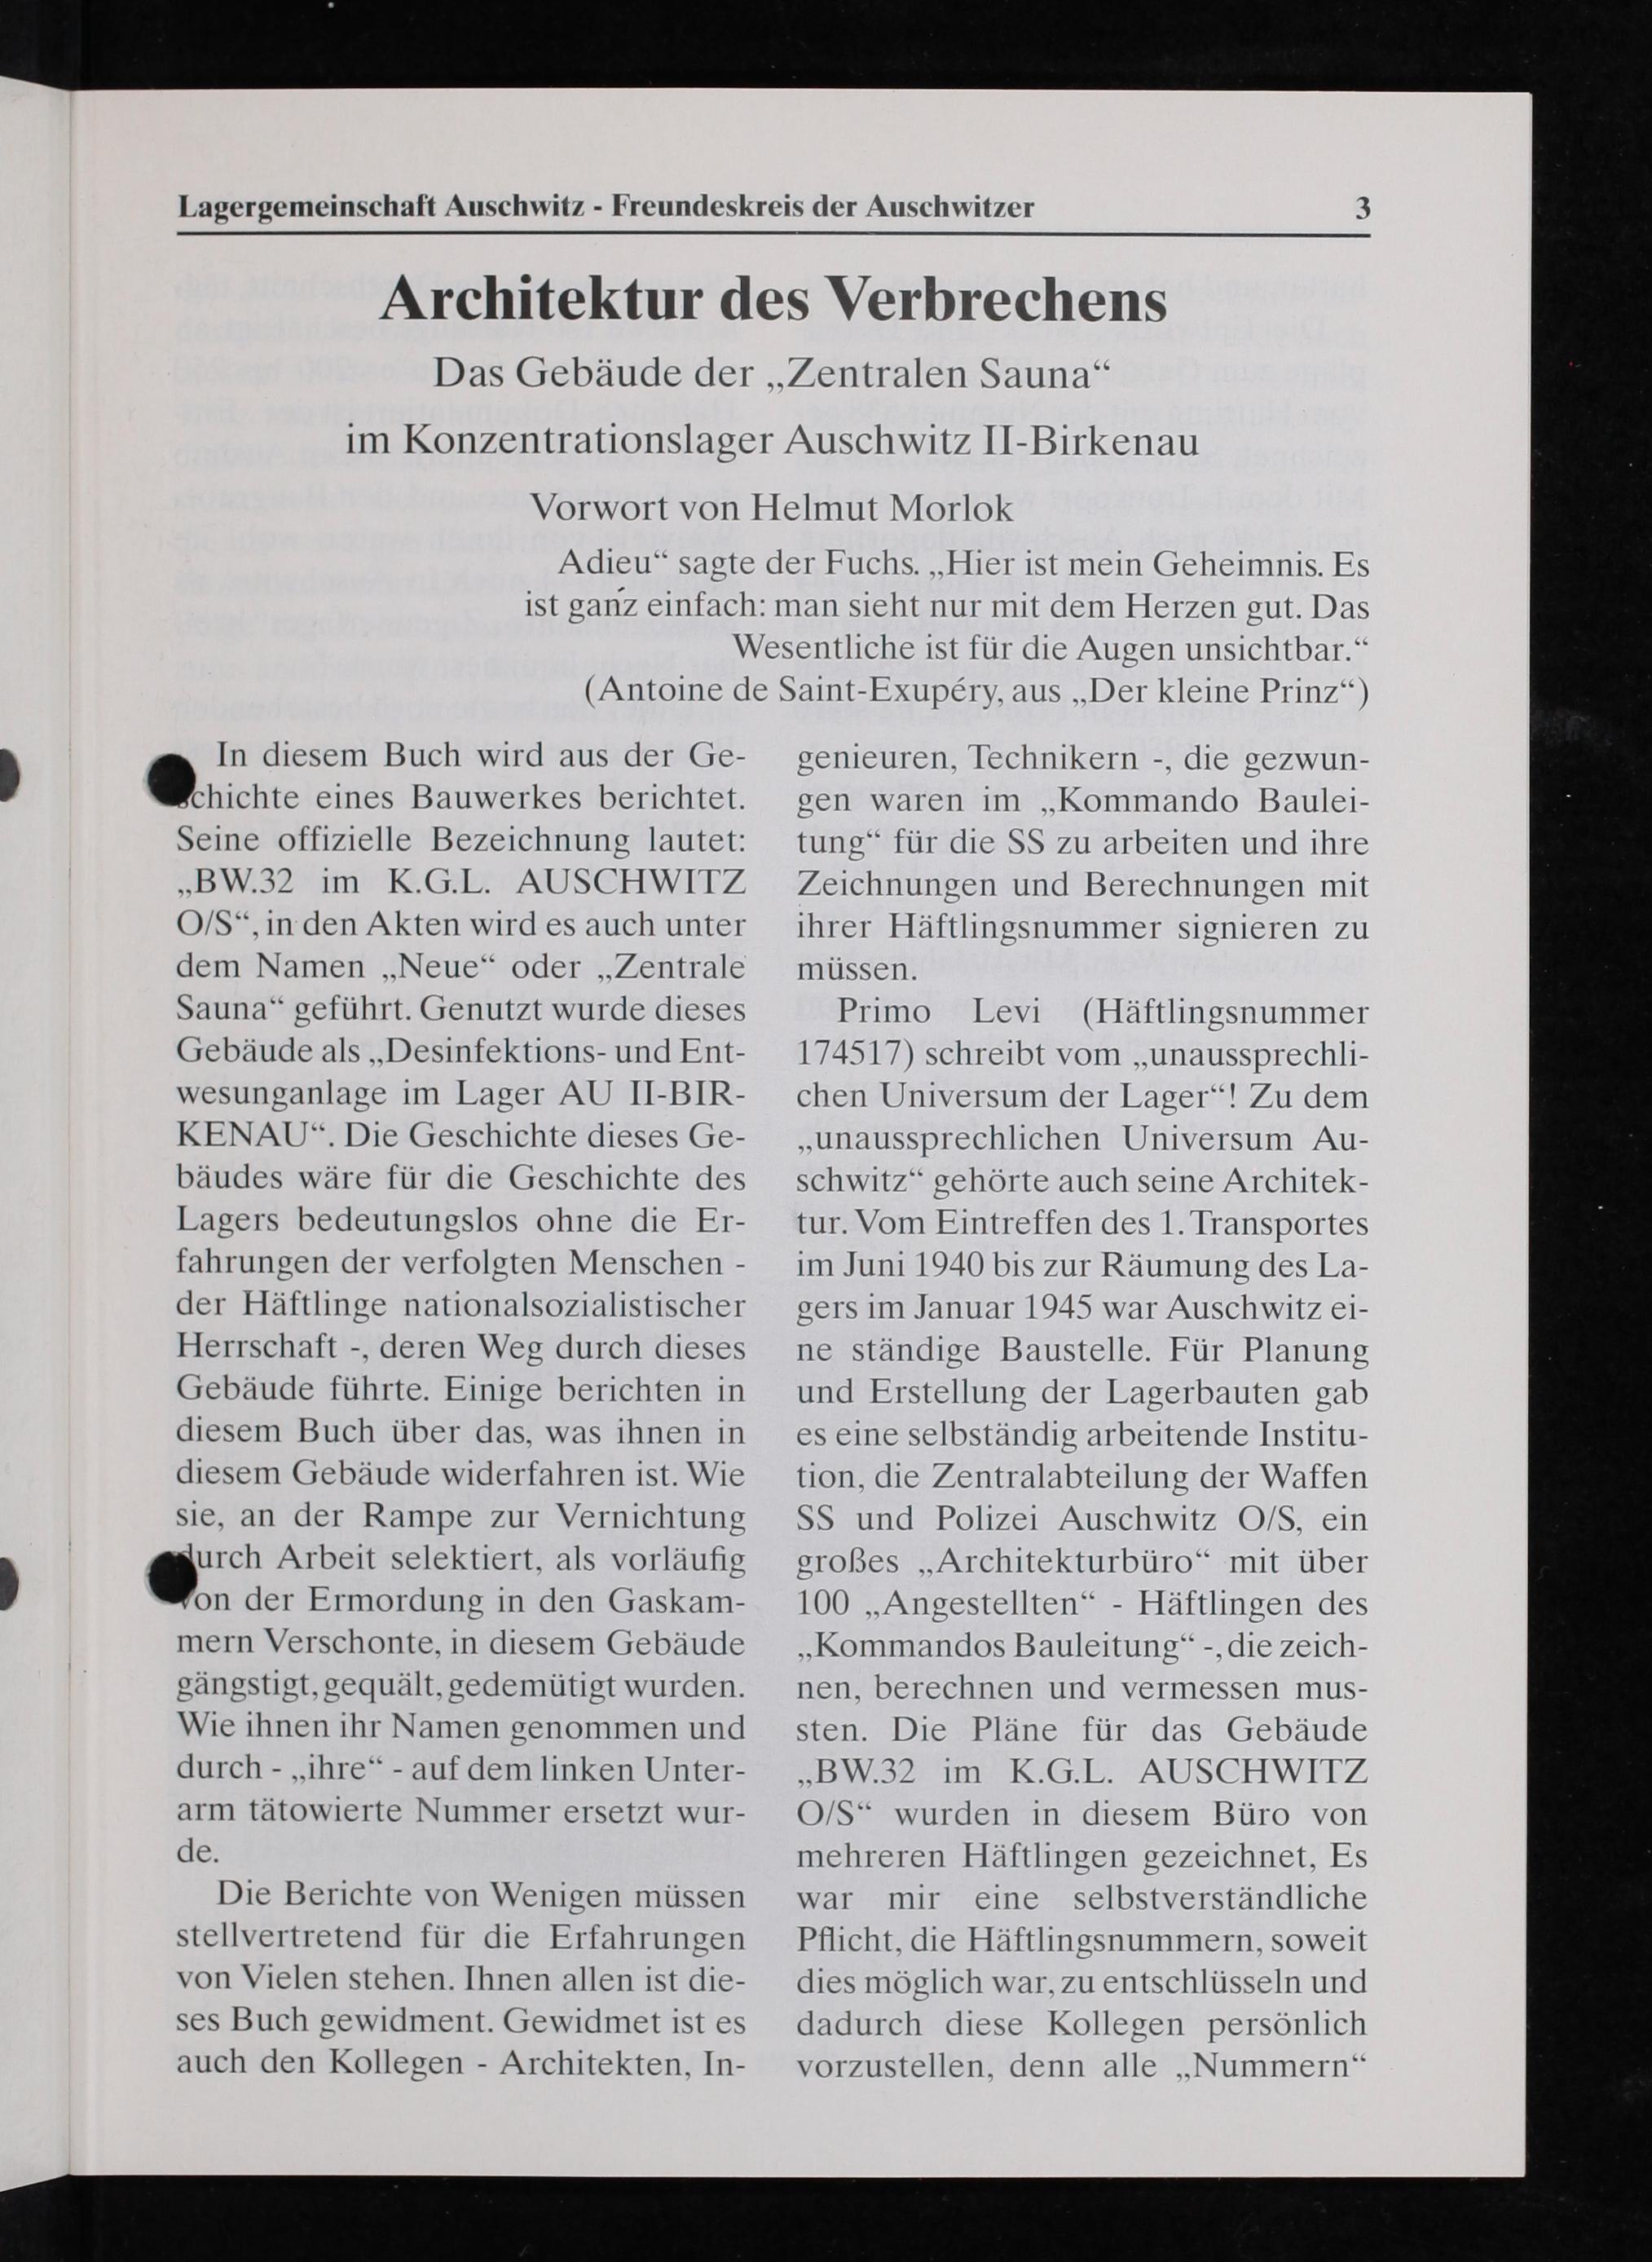 Lagergemeinschaft Auschwitz - Freundeskreis der Auschwitzer 3
Architektur des Verbrechens
Das Gebäude der „Zentralen Sauna“
im Konzentrationslager Auschwitz II-Birkenau
Vorwort von Helmut Morlok
Adieu“ sagte der Fuchs. „Hier ist mein Geheimnis. Es
ist ganz einfach: man sieht nur mit dem Herzen gut. Das
Wesentliche ist für die Augen unsichtbar.“
(Antoine de Saint-Exupéry, aus „Der kleine Prinz“)
In diesem Buch wird aus der Ge-
schichte eines Bauwerkes berichtet.
Seine offizielle Bezeichnung lautet:
„BW.32 im K.G.L. AUSCHWITZ
O/S“, in den Akten wird es auch unter
dem Namen „Neue“ oder „Zentrale
Sauna“ geführt. Genutzt wurde dieses
Gebäude als „Desinfektions- und Ent-
wesunganlage im Lager AU II-BIR-
KENAU“. Die Geschichte dieses Ge-
bäudes wäre für die Geschichte des
Lagers bedeutungslos ohne die Er-
fahrungen der verfolgten Menschen -
der Häftlinge nationalsozialistischer
Herrschaft -, deren Weg durch dieses
Gebäude führte. Einige berichten in
diesem Buch über das, was ihnen in
diesem Gebäude widerfahren ist. Wie
sie, an der Rampe zur Vernichtung
durch Arbeit selektiert, als vorläufig
von der Ermordung in den Gaskam-
mern Verschonte, in diesem Gebäude
gängstigt, gequält, gedemütigt wurden.
Wie ihnen ihr Namen genommen und
durch - „ihre“ - auf dem linken Unter-
arm tätowierte Nummer ersetzt wur-
de.
Die Berichte von Wenigen müssen
stellvertretend für die Erfahrungen
von Vielen stehen. Ihnen allen ist die-
ses Buch gewidment. Gewidmet ist es
auch den Kollegen - Architekten, In-
genieuren, Technikern -, die gezwun-
gen waren im „Kommando Baulei-
tung“ für die SS zu arbeiten und ihre
Zeichnungen und Berechnungen mit
ihrer Häftlingsnummer signieren zu
müssen.
Primo Levi (Häftlingsnummer
174517) schreibt vom „unaussprechli-
chen Universum der Lager“! Zu dem
„unaussprechlichen Universum Au-
schwitz“ gehörte auch seine Architek-
tur. Vom Eintreffen des 1. Transportes
im Juni 1940 bis zur Räumung des La-
gers im Januar 1945 war Auschwitz ei-
ne ständige Baustelle. Für Planung
und Erstellung der Lagerbauten gab
es eine selbständig arbeitende Institu-
tion, die Zentralabteilung der Waffen
SS und Polizei Auschwitz O/S, ein
großes „Architekturbüro“ mit über
100 „Angestellten“ - Häftlingen des
„Kommandos Bauleitung“ -, die zeich-
nen, berechnen und vermessen mus-
sten. Die Pläne für das Gebäude
„BW.32 im K.G.L. AUSCHWITZ
O/S“ wurden in diesem Büro von
mehreren Häftlingen gezeichnet, Es
war mir eine selbstverständliche
Pflicht, die Häftlingsnummern, soweit
dies möglich war, zu entschlüsseln und
dadurch diese Kollegen persönlich
vorzustellen, denn alle „Nummern“